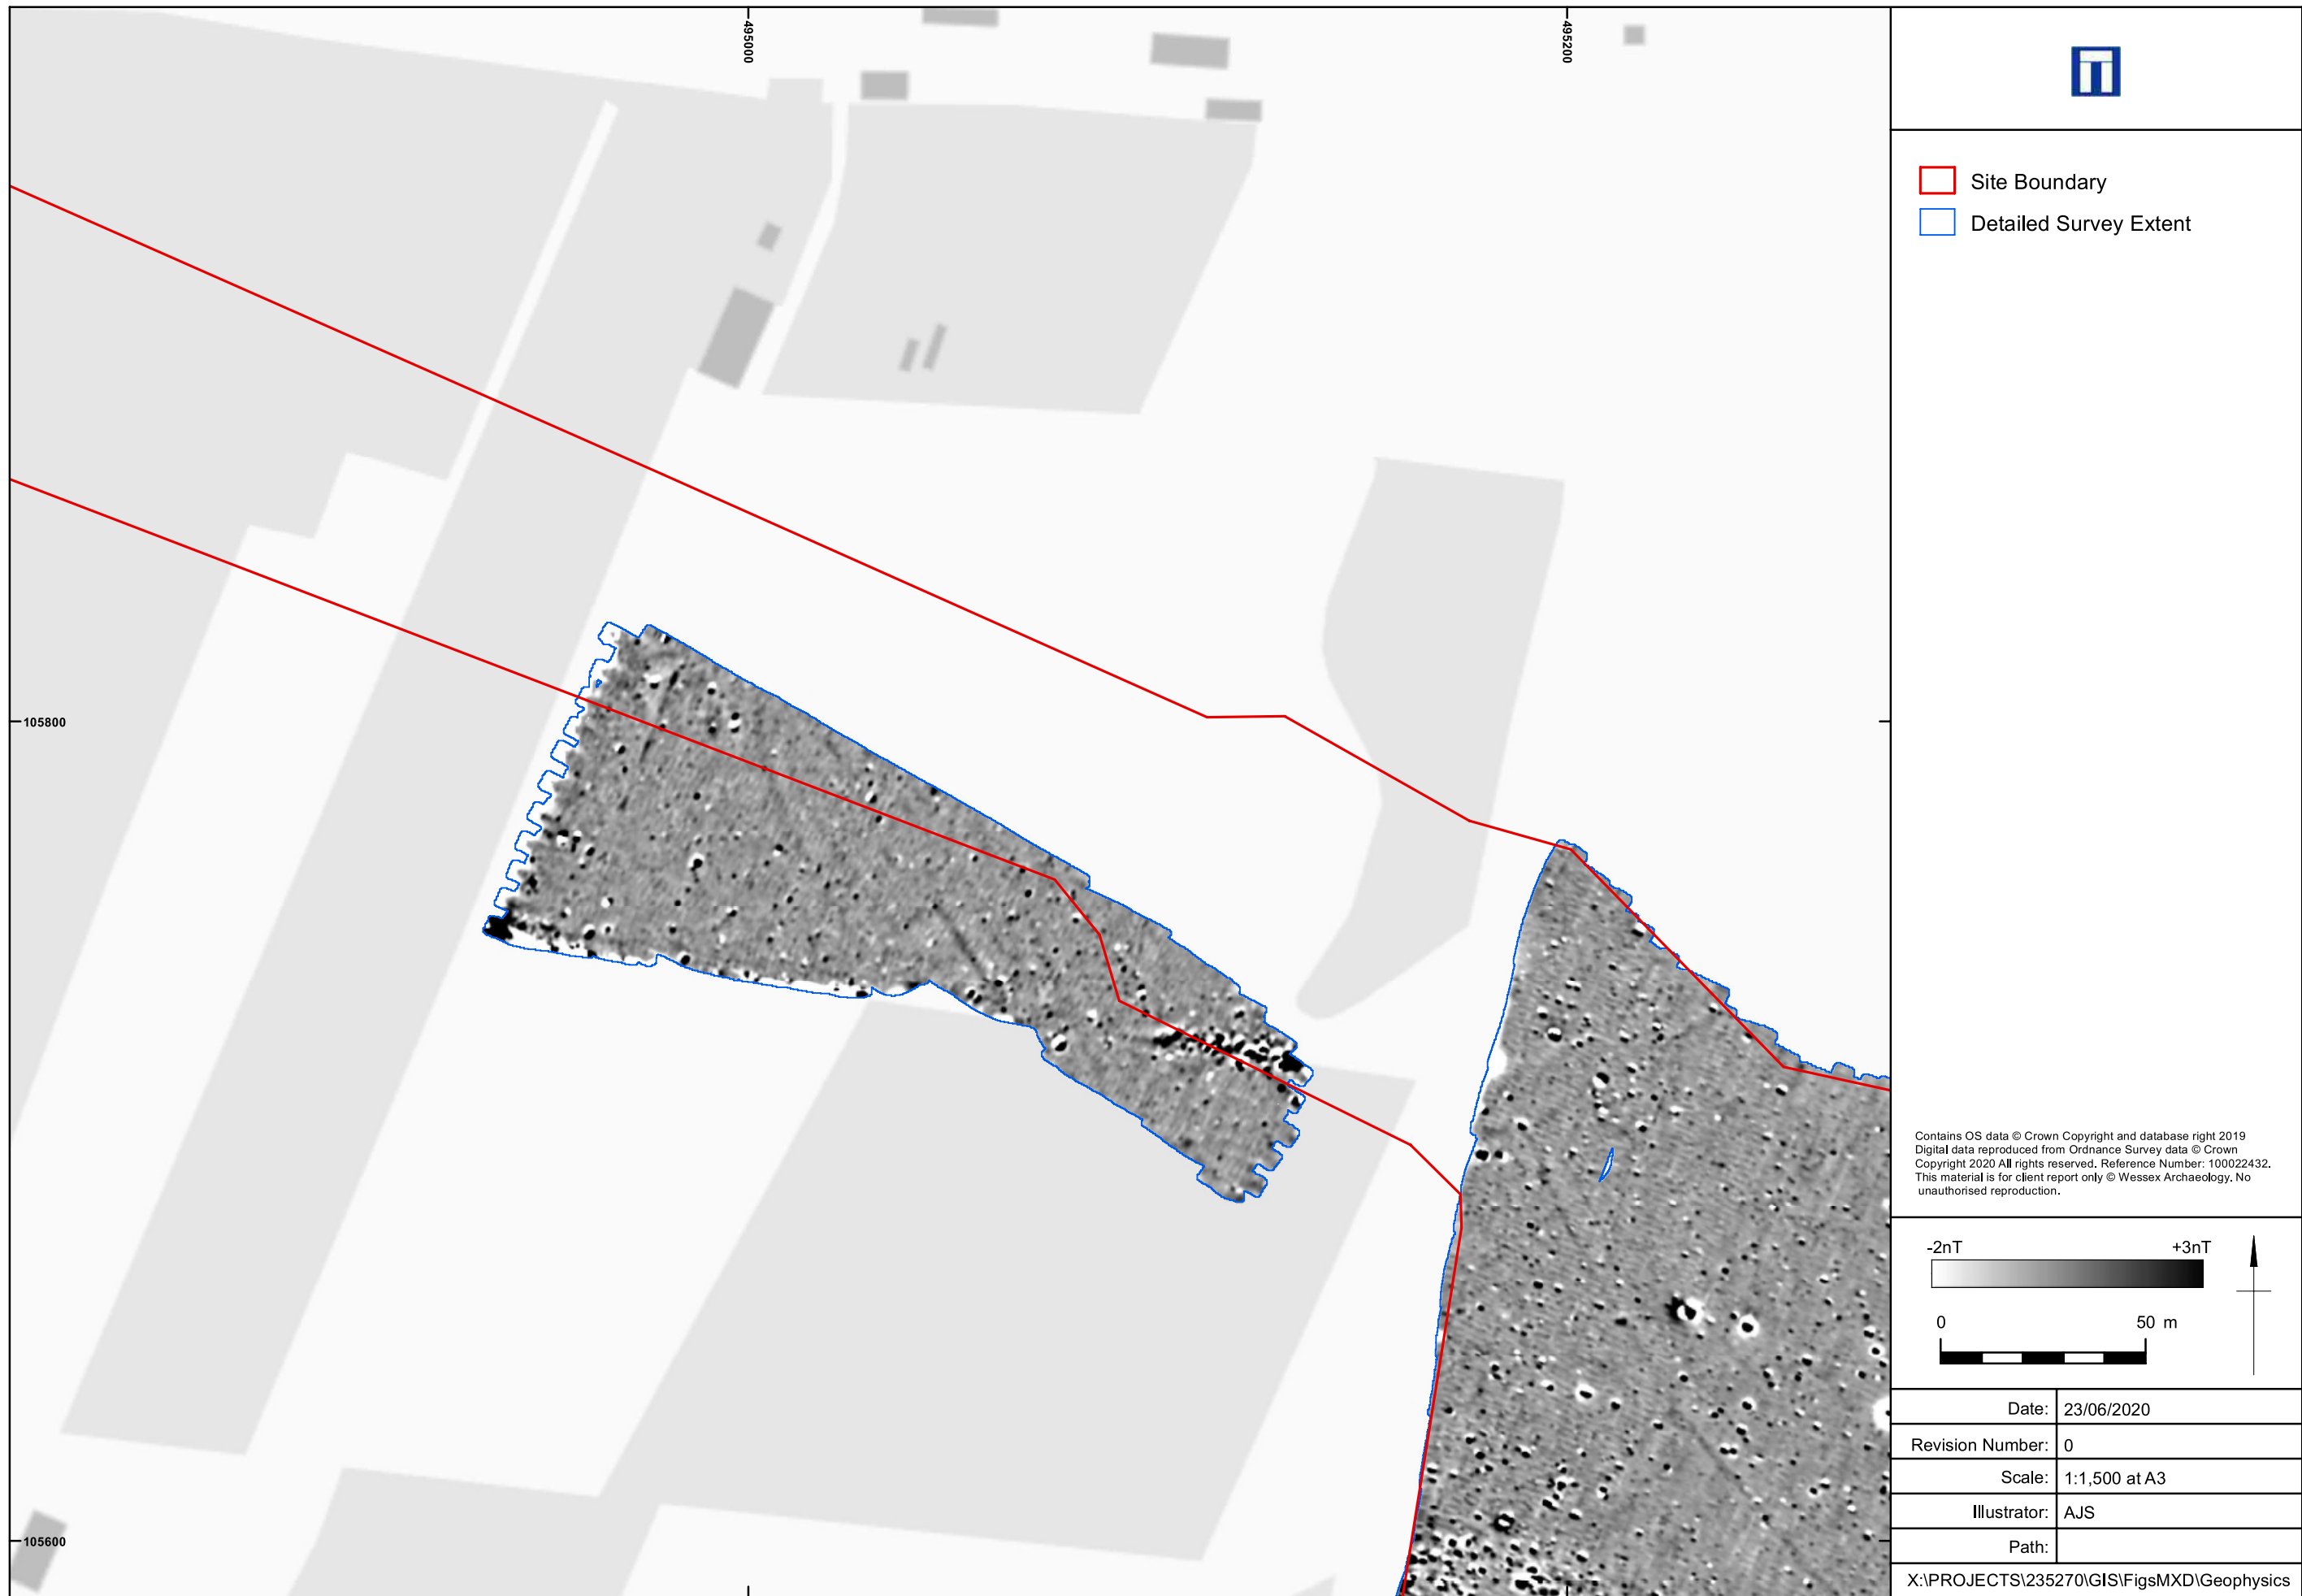 495000
495200
105800
105600
Site Boundary
Detailed Survey Extent
Contains OS data © Crown Copyright and database right 2019
Digital data reproduced from Ordnance Survey data © Crown
Copyright 2020 All rights reserved. Reference Number: 100022432.
This material is for client report only © Wessex Archaeology. No
unauthorised reproduction.
-2nT +3nT
0 50 m
Date: 23/06/2020
Revision Number: 0
Scale: 1:1,500 at A3
Illustrator: AJS
Path:
X:\PROJECTS\235270\GIS\FigsMXD\Geophysics